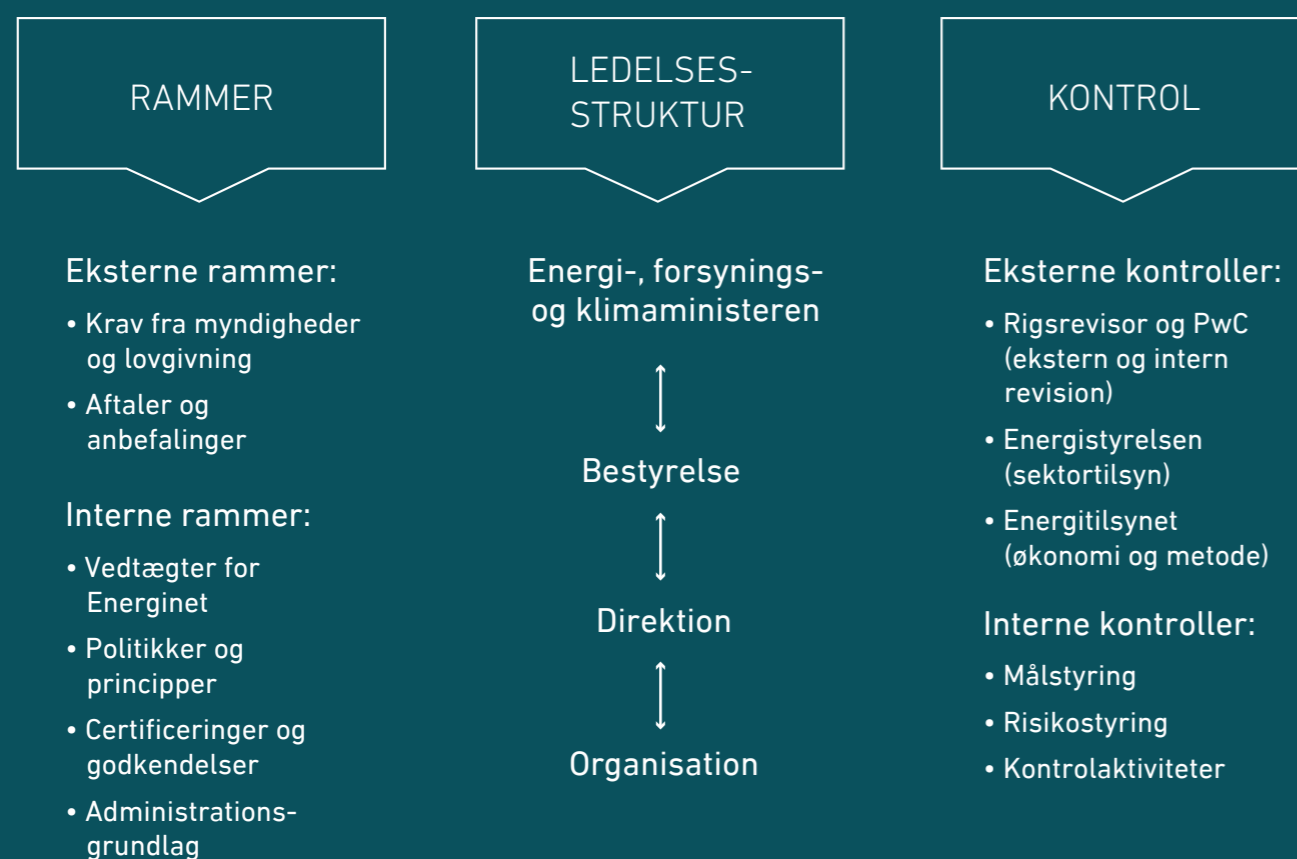 RAMMER
Eksterne rammer:
• Krav fra myndigheder
og lovgivning
• Aftaler og
anbefalinger
Interne rammer:
• Vedtægter for
Energinet
• Politikker og
principper
• Certificeringer og
godkendelser
• Administrations-
grundlag
LEDELSES-
STRUKTUR
Energi-, forsynings-
og klimaministeren
Bestyrelse
Direktion
Organisation
KONTROL
Eksterne kontroller:
• Rigsrevisor og PwC
(ekstern og intern
revision)
• Energistyrelsen
(sektortilsyn)
• Energitilsynet
(økonomi og metode)
Interne kontroller:
• Målstyring
• Risikostyring
• Kontrolaktiviteter